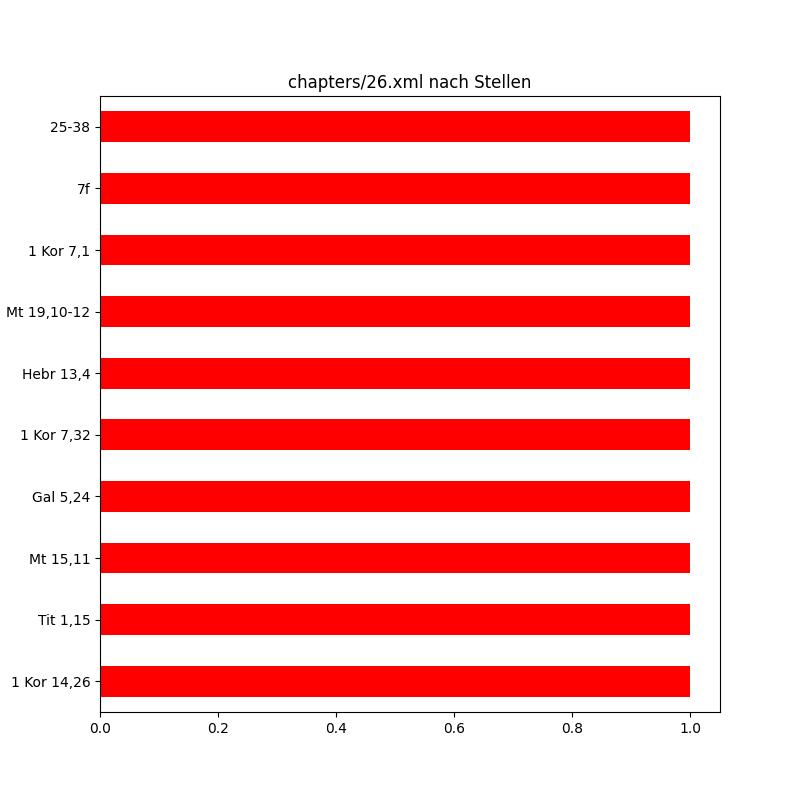 chapters/26.xml nach Stellen
25-38
7f
1 Kor 7,1
Mt 19,10-12
Hebr 13,4
1 Kor 7,32
Gal 5,24
Mt 15,11
Tit 1,15
1 Kor 14,26
0.0 0.2 0.4 0.6 0.8 1.0